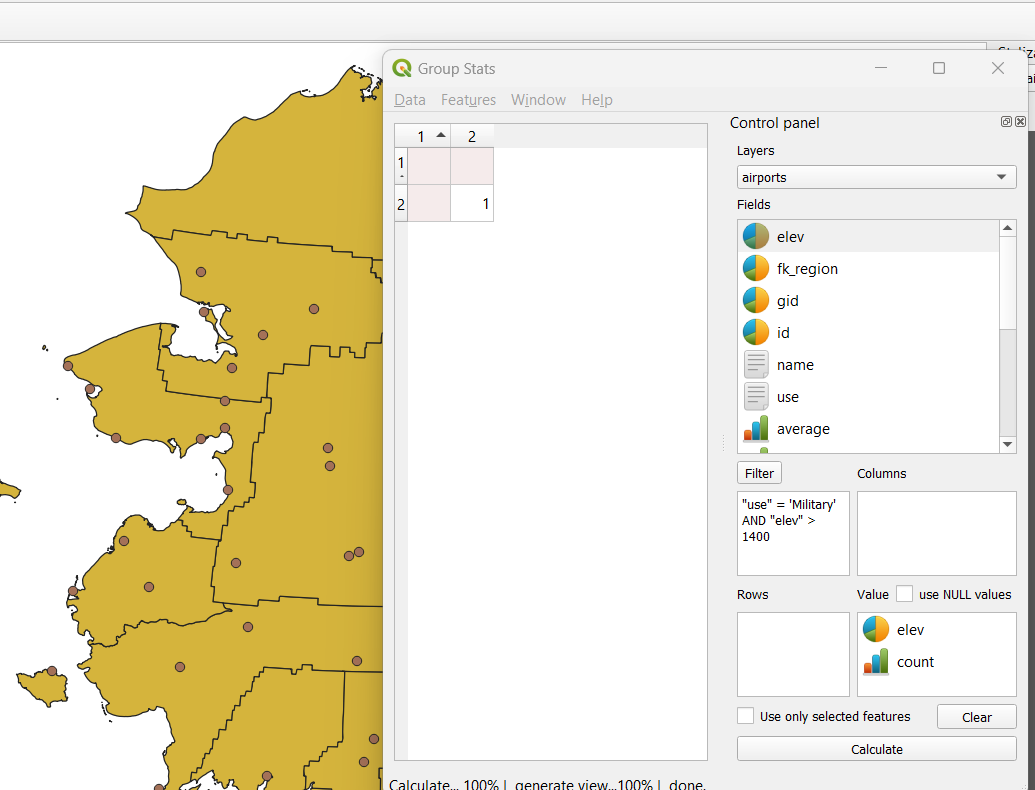 Group Stats
Data Features Window Help
1 2
1
2 1
Control panel
Layers
airports
Fields
elev
fk_region
gid
id
name
use
average
Filter Columns
"use" = 'Military'
AND "elev" >
1400
Rows Value use NULL values
elev
count
Use only selected features Clear
Calculate
Calculate... 100% | generate view...100% | done.